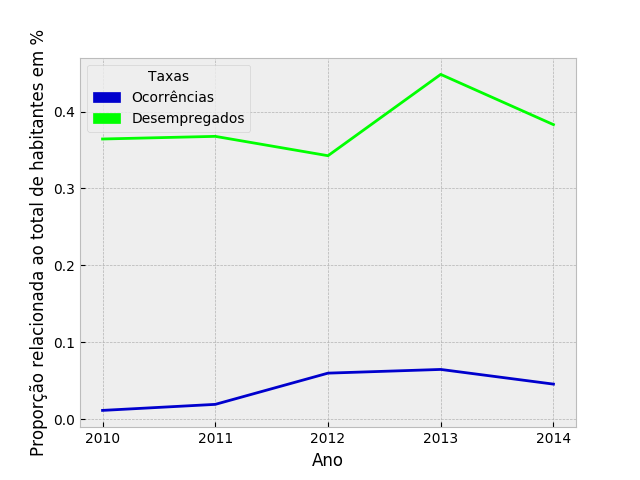 Proporção relacionada ao total de habitantes em %
Taxas
Ocorrências
Desempregados
0.4
0.3
0.2
0.1
0.0
2010
2011
2012
2013
2014
Ano